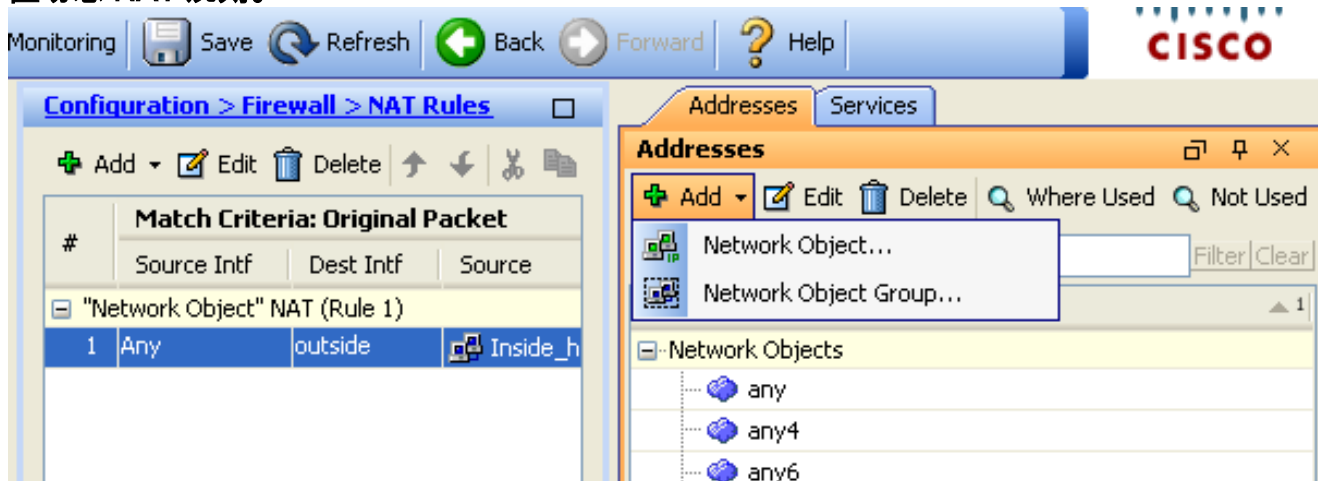 Monitoring Save Refresh Back Forward Help
CISCO
Configuration > Firewall > NAT Rules
Add Edit Delete
# Match Criteria: Original Packet
Source Intf Dest Intf Source
"Network Object" NAT (Rule 1)
1 Any outside Inside_h
Addresses Services
Addresses
Add Edit Delete Where Used Not Used
Network Object...
Filter Clear
Network Object Group...
1
Network Objects
any
any4
any6